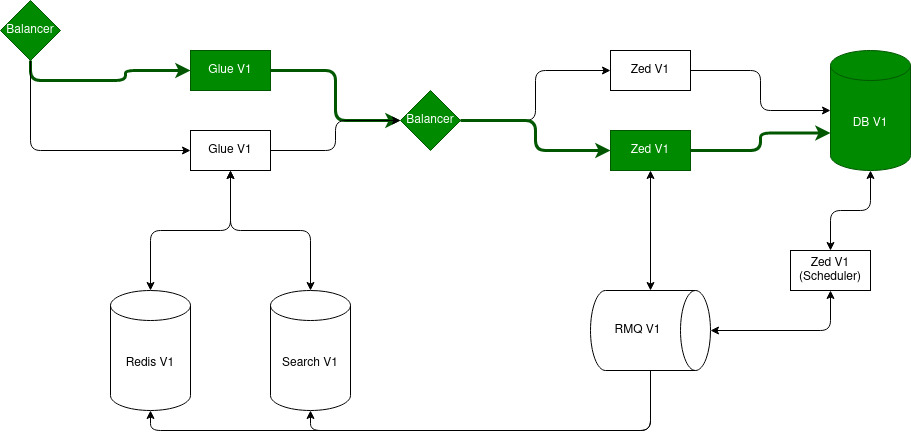 Balancer
Glue V1
Zed V1
Balancer
DB V1
Glue V1
Zed V1
Zed V1
(Scheduler)
RMQ V1
Redis V1
Search V1